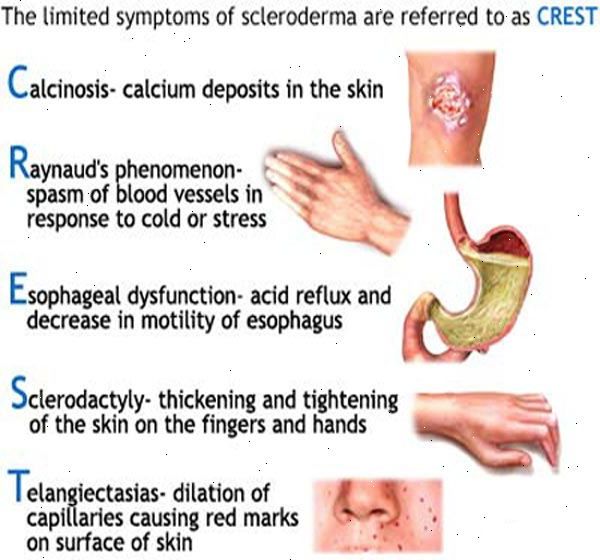 The limited symptoms of scleroderma are referred to as CREST
Calcinosis- calcium deposits in the skin
Raynaud's phenomenon-
spasm of blood vessels in
response to cold or stress
Esophageal dysfunction- acid reflux and
decrease in motility of esophagus
Sclerodactyly- thickening and tightening
of the skin on the fingers and hands
Telangiectasias- dilation of
capillaries causing red marks
on surface of skin